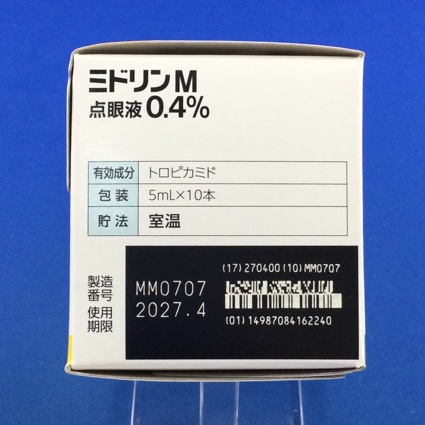 ミドリンM
点眼液0.4%
有効成分 トロピカミド
包装 5mL×10本
貯法 室温
(17)270400(10)MM0707
製造番号 MM0707
使用期限 2027.4
(01)14987084162240